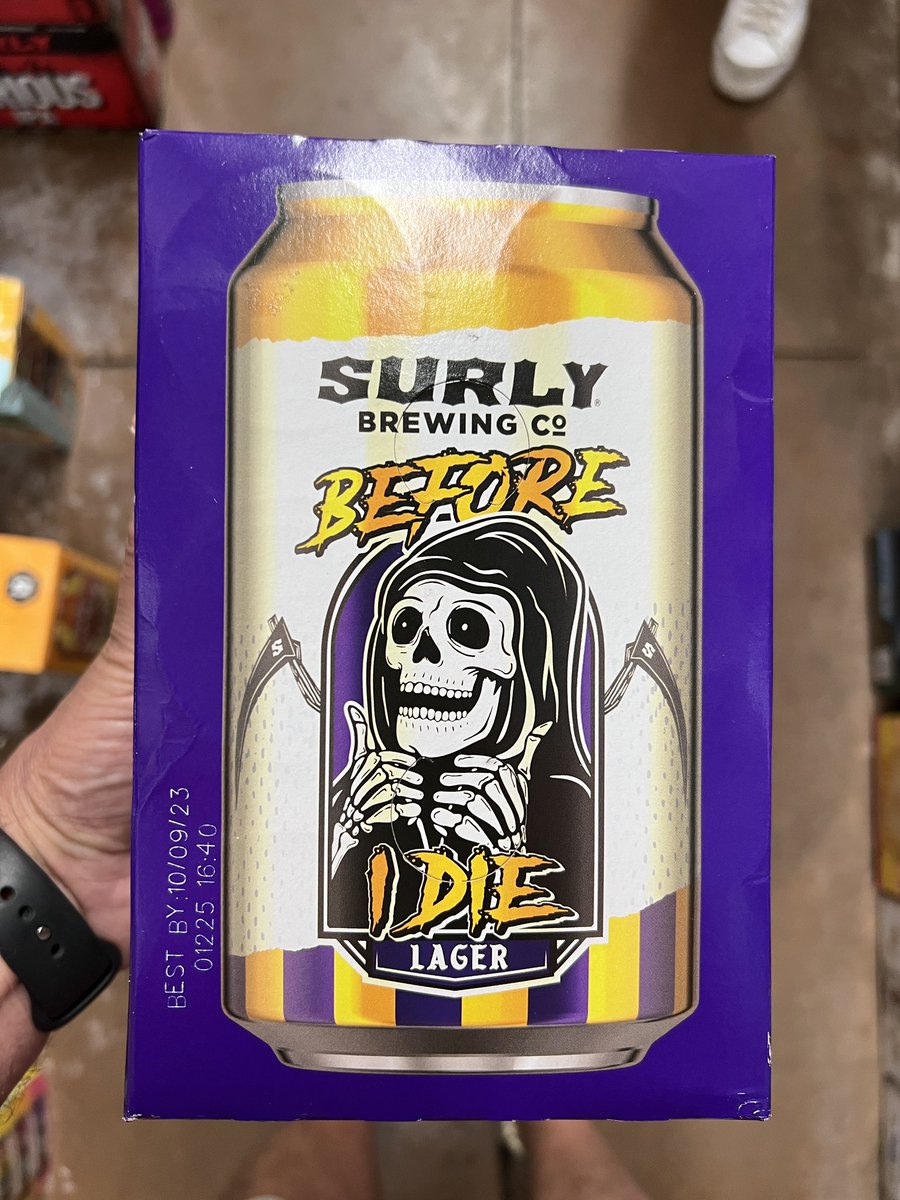 SURLY®
BREWING Cº
BEFORE
I DIE
LAGER
S
S
BEST BY:10/09/23
01225 16:40